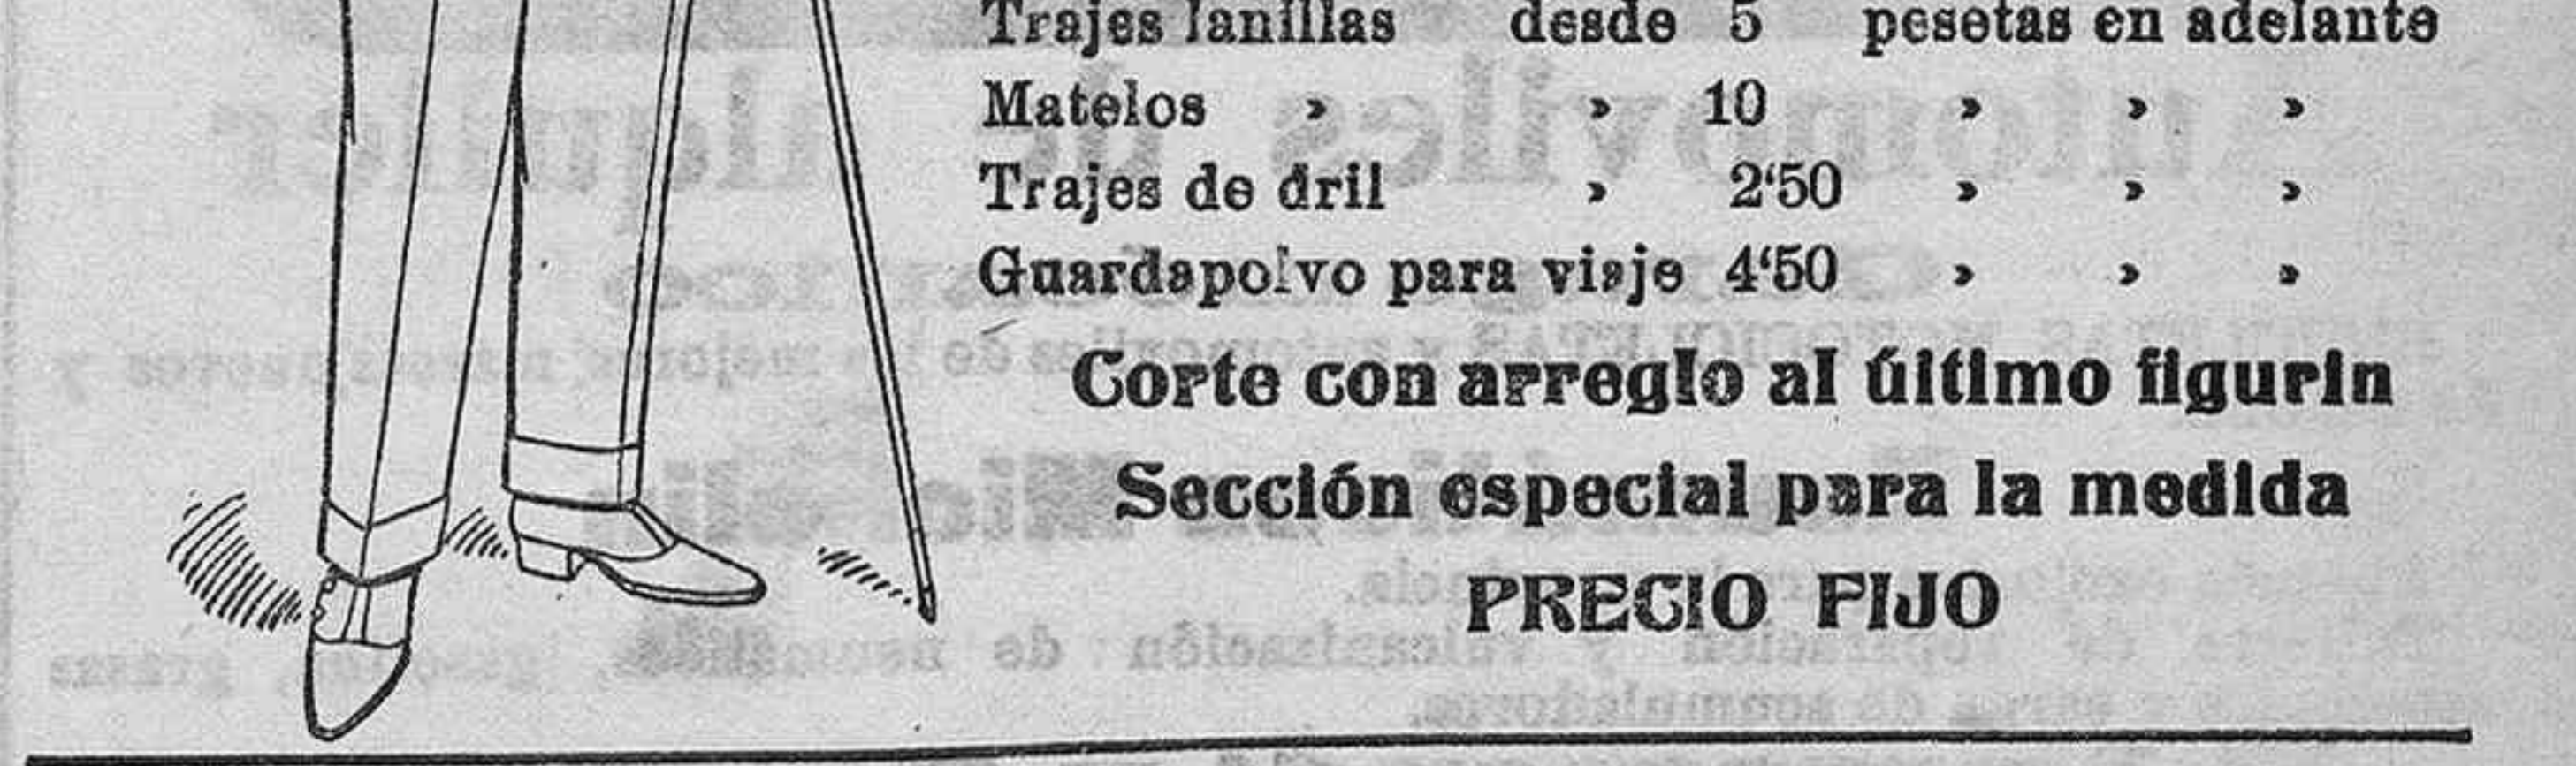 Trajes lanillas desde 5 pesetas en adelante
Matelos » » 10 » » »
Trajes de dril » 2‘50 » » »
Guardapolvo para viaje 4‘50 » » »
Corte con arreglo al último figurin
Sección especial para la medida
PRECIO FIJO